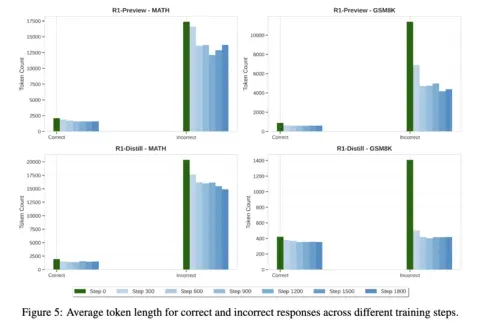 R1-Preview - MATH
17500
15000
12500
10000
7500
5000
2500
0
Token Count
Correct
Incorrect
R1-Preview - GSM8K
10000
8000
6000
4000
2000
0
Token Count
Correct
Incorrect
R1-Distill - MATH
20000
17500
15000
12500
10000
7500
5000
2500
0
Token Count
Correct
Incorrect
R1-Distill - GSM8K
1400
1200
1000
800
600
400
200
0
Token Count
Correct
Incorrect
Step 0 Step 300 Step 600 Step 900 Step 1200 Step 1500 Step 1800
Figure 5: Average token length for correct and incorrect responses across different training steps.